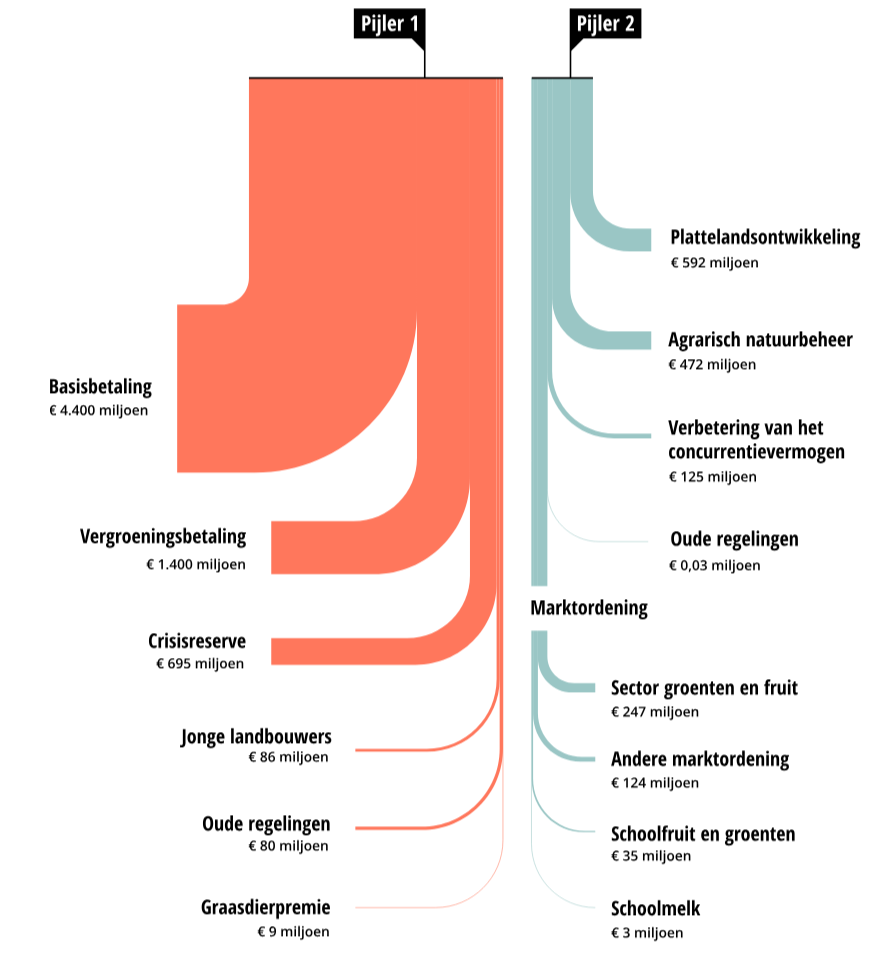 Pijler 1
Pijler 2
Basisbetaling
€ 4.400 miljoen
Vergroeningsbetaling
€ 1.400 miljoen
Crisisreserve
€ 695 miljoen
Jonge landbouwers
€ 86 miljoen
Oude regelingen
€ 80 miljoen
Graasdierpremie
€ 9 miljoen
Plattelandsontwikkeling
€ 592 miljoen
Agrarisch natuurbeheer
€ 472 miljoen
Verbetering van het
concurrentievermogen
€ 125 miljoen
Oude regelingen
€ 0,03 miljoen
Marktordening
Sector groenten en fruit
€ 247 miljoen
Andere marktordening
€ 124 miljoen
Schoolfruit en groenten
€ 35 miljoen
Schoolmelk
€ 3 miljoen